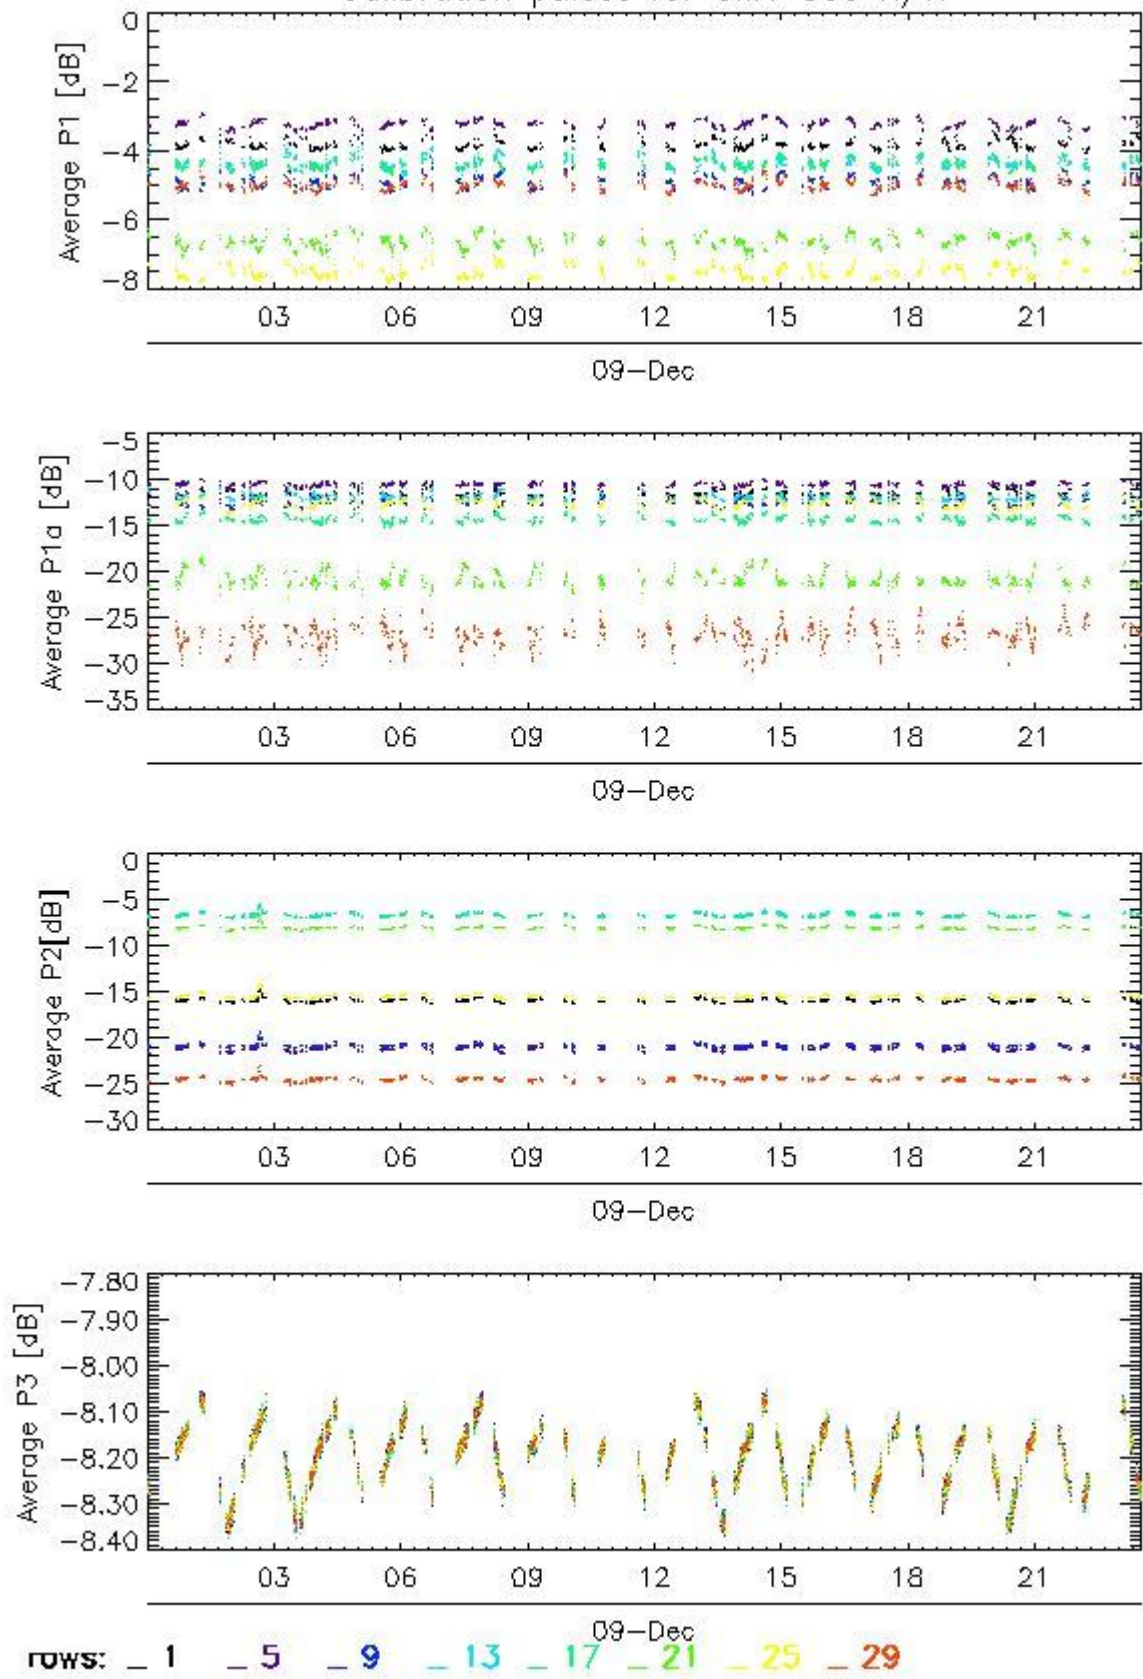 0
-2
-4
-6
-8
Average P1 [dB]
03 06 09 12 15 18 21
09-Dec
-5
-10
-15
-20
-25
-30
-35
Average P1a [dB]
03 06 09 12 15 18 21
09-Dec
0
-5
-10
-15
-20
-25
-30
Average P2[dB]
03 06 09 12 15 18 21
09-Dec
-7.80
-7.90
-8.00
-8.10
-8.20
-8.30
-8.40
Average P3 [dB]
03 06 09 12 15 18 21
09-Dec
rows: _ 1 _ 5 _ 9 _ 13 _ 17 _ 21 _ 25 _ 29